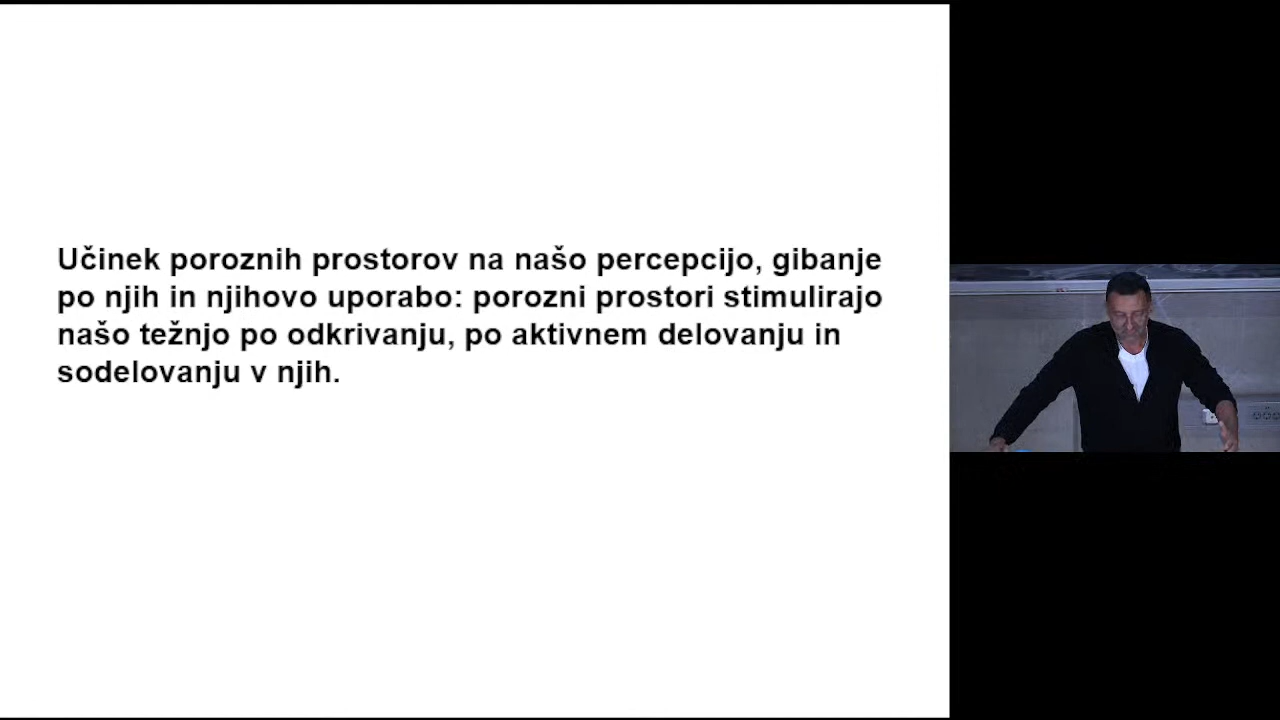 Učinek poroznih prostorov na našo percepcijo, gibanje
po njih in njihovo uporabo: porozni prostori stimulirajo
našo težnjo po odkrivanju, po aktivnem delovanju in
sodelovanju v njih.